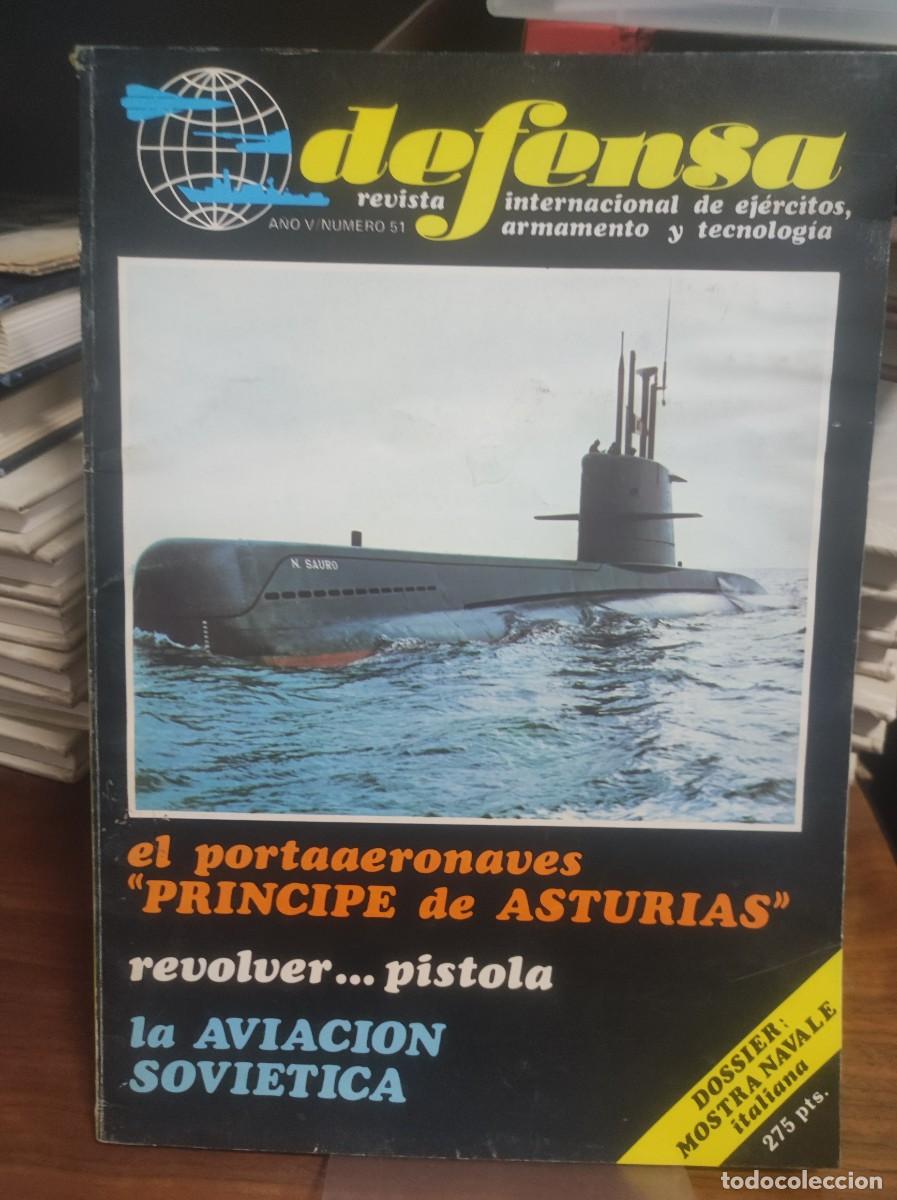 defensa
revista internacional de ejércitos,
armamento y tecnología
AÑO V/NUMERO 51
N. SAURO
el portaaeronaves
“PRINCIPE de ASTURIAS”
revolver... pistola
la AVIACION
SOVIETICA
DOSSIER:
MOSTRA NAVALE
italiana
275 pts.
todocoleccion